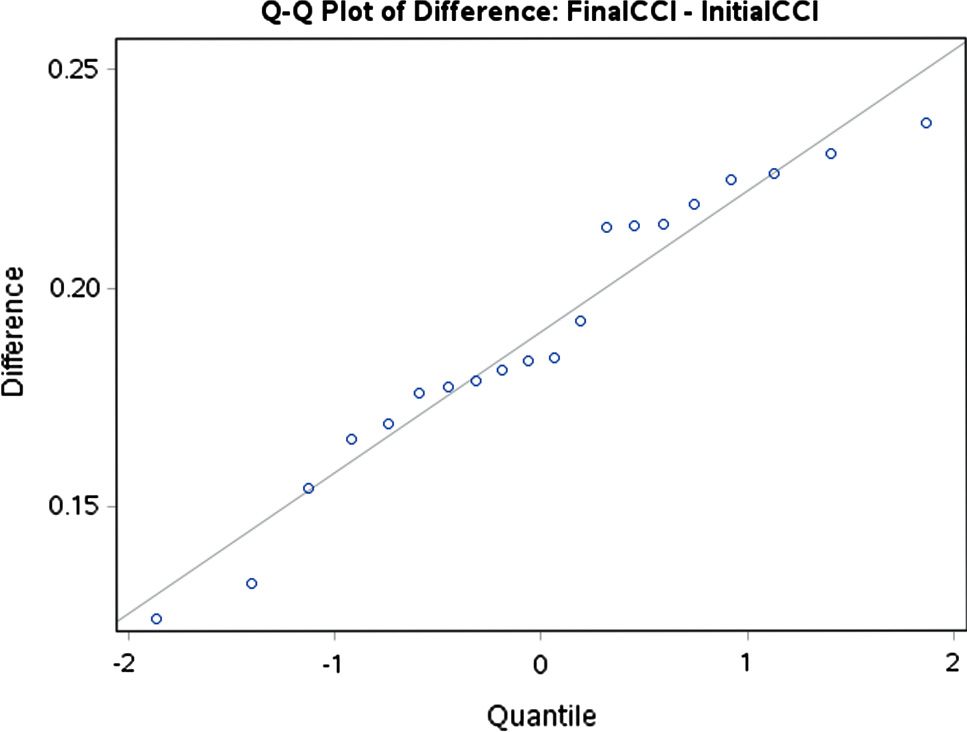 Q-Q Plot of Difference: FinalCCI - InitialCCI
0.25
0.20
0.15
Difference
-2 -1 0 1 2
Quantile